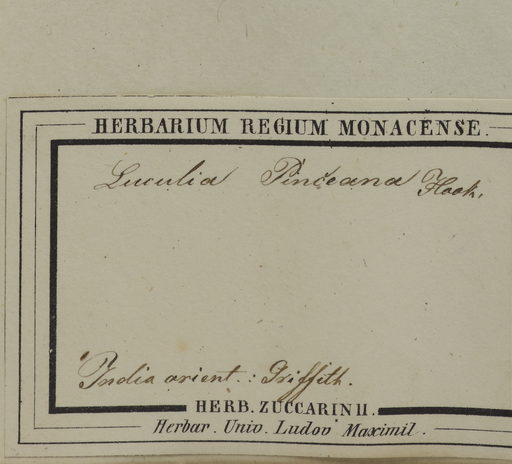 HERBARIUM REGIUM MONACENSE.
Luculia Pinceana Hook.
India orient.: Griffith.
HERB. ZUCCARINII.
Herbar. Univ. Ludov Maximil.